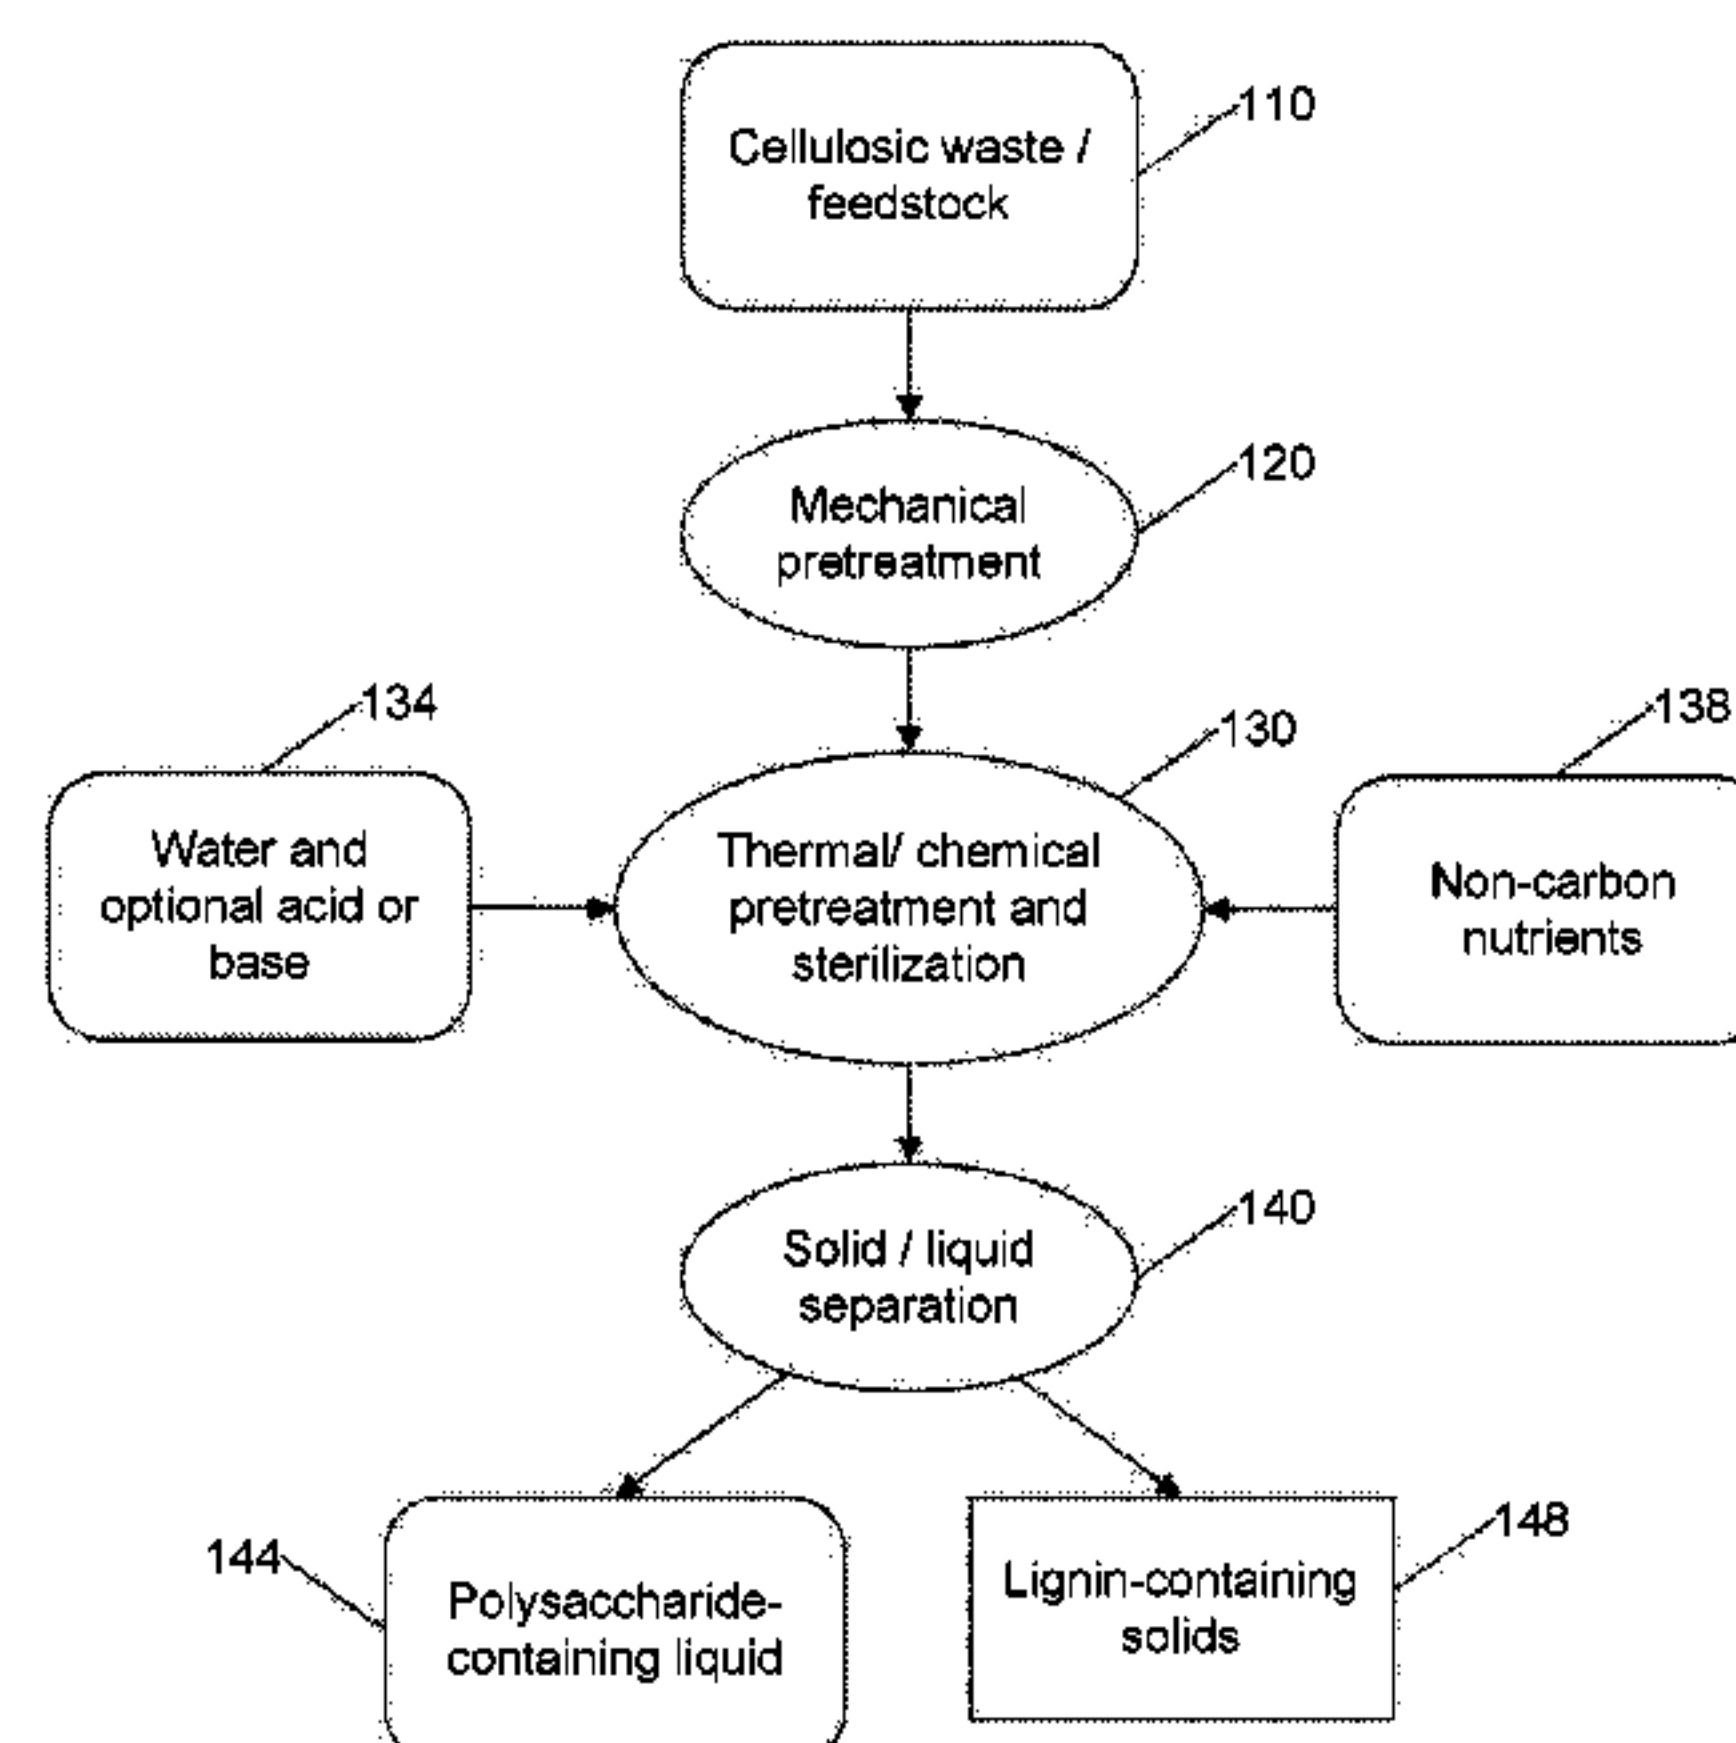 110
Cellulosic waste /
feedstock
120
Mechanical
pretreatment
134
130
138
Water and
optional acid or
base
Thermal/ chemical
pretreatment and
sterilization
Non-carbon
nutrients
140
Solid / liquid
separation
144
148
Polysaccharide-
containing liquid
Lignin-containing
solids